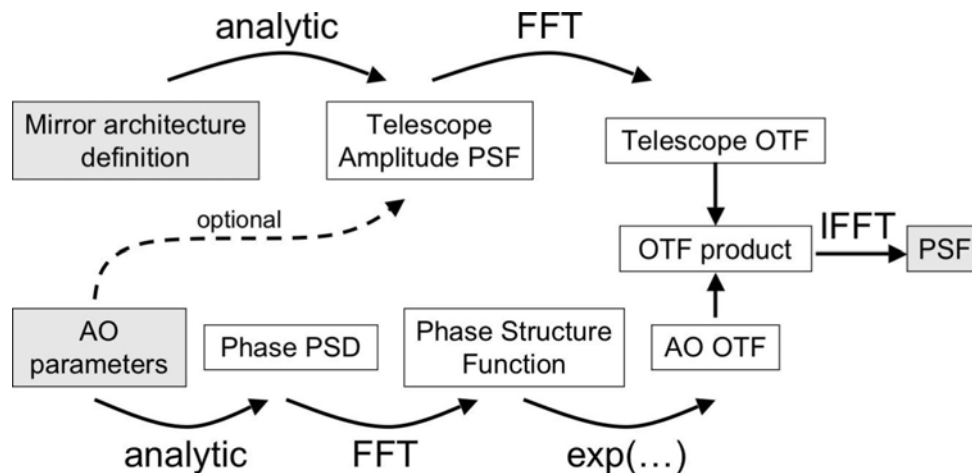 analytic
FFT
Mirror architecture
definition
Telescope
Amplitude PSF
Telescope OTF
optional
OTF product
IFFT
PSF
AO
parameters
Phase PSD
Phase Structure
Function
AO OTF
analytic
FFT
exp(…)